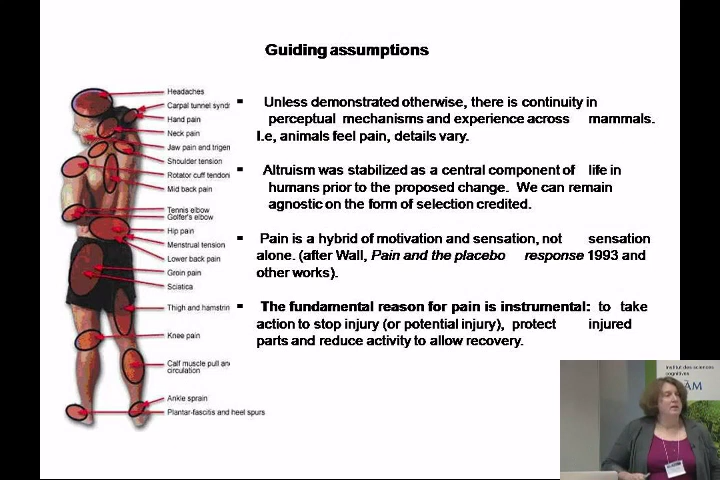 Guiding assumptions
Headaches
Carpal tunnel syndr
Hand pain
Neck pain
Jaw pain and trigen
Shoulder tension
Rotator cuff tendoni
Mid back pain
Tennis elbow
Golfer's elbow
Hip pain
Menstrual tension
Lower back pain
Groin pain
Sciatica
Thigh and hamstrin
Knee pain
Calf muscle pull an
circulation
Ankle sprain
Plantar-fascitis and heel spurs
Unless demonstrated otherwise, there is continuity in
perceptual mechanisms and experience across mammals.
I.e, animals feel pain, details vary.
Altruism was stabilized as a central component of life in
humans prior to the proposed change. We can remain
agnostic on the form of selection credited.
Pain is a hybrid of motivation and sensation, not sensation
alone. (after Wall, Pain and the placebo response 1993 and
other works).
The fundamental reason for pain is instrumental: to take
action to stop injury (or potential injury), protect injured
parts and reduce activity to allow recovery.
Institut des sciences
cognitives
ÀM